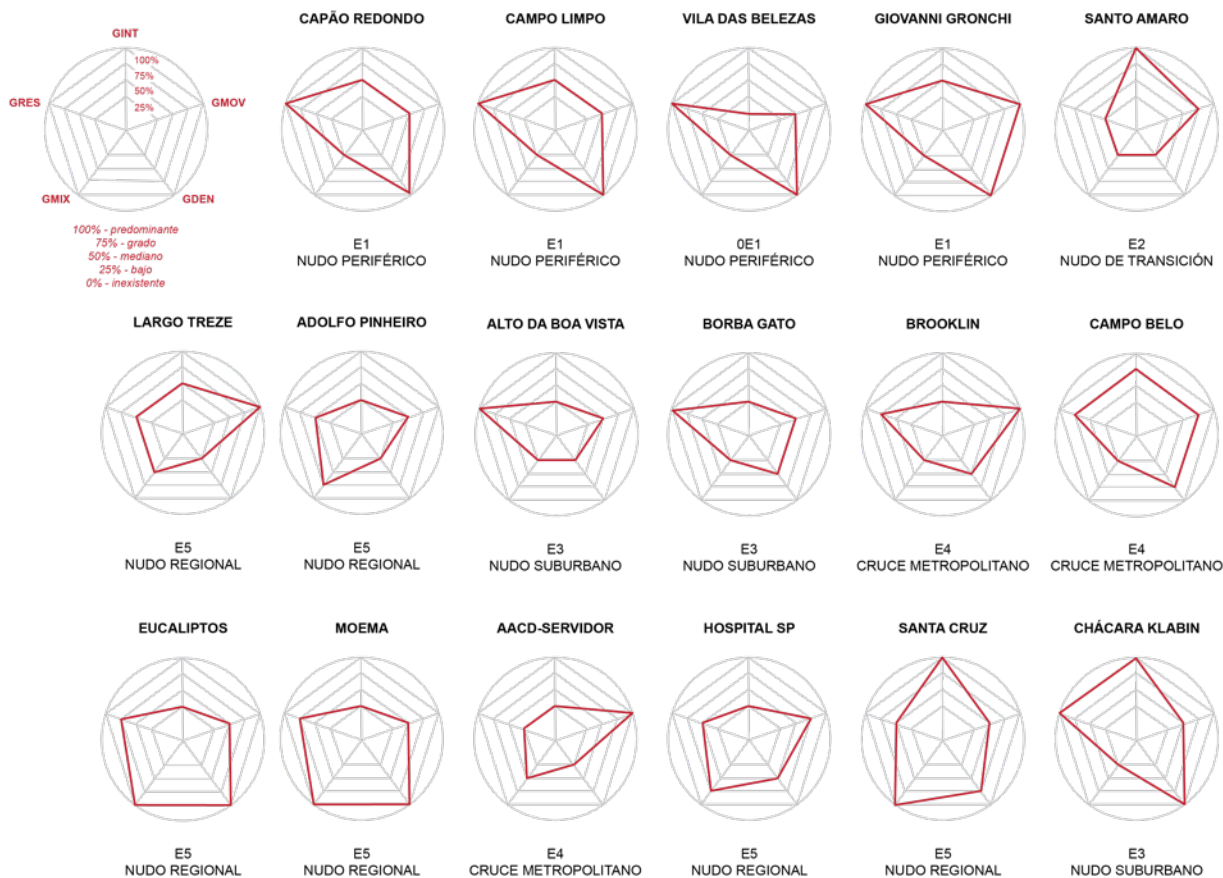 CAPÃO REDONDO
CAMPO LIMPO
VILA DAS BELEZAS
GIOVANNI GRONCHI
SANTO AMARO
GINT
100%
75%
50%
25%
GRES
GMOV
GMIX
GDEN
100% - predominante
75% - grado
50% - mediano
25% - bajo
0% - inexistente
E1
NUDO PERIFÉRICO
E1
NUDO PERIFÉRICO
0E1
NUDO PERIFÉRICO
E1
NUDO PERIFÉRICO
E2
NUDO DE TRANSICIÓN
LARGO TREZE
ADOLFO PINHEIRO
ALTO DA BOA VISTA
BORBA GATO
BROOKLIN
CAMPO BELO
E5
NUDO REGIONAL
E5
NUDO REGIONAL
E3
NUDO SUBURBANO
E3
NUDO SUBURBANO
E4
CRUCE METROPOLITANO
E4
CRUCE METROPOLITANO
EUCALIPTOS
MOEMA
AACD-SERVIDOR
HOSPITAL SP
SANTA CRUZ
CHÁCARA KLABIN
E5
NUDO REGIONAL
E5
NUDO REGIONAL
E4
CRUCE METROPOLITANO
E5
NUDO REGIONAL
E5
NUDO REGIONAL
E3
NUDO SUBURBANO